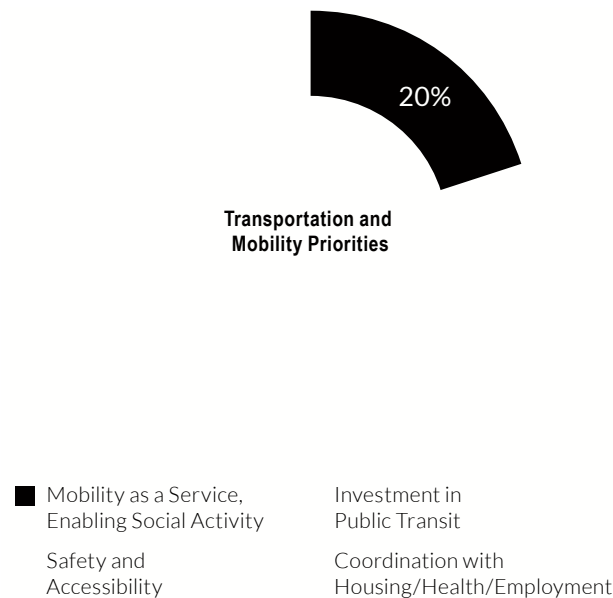 20%
Transportation and
Mobility Priorities
Mobility as a Service,
Enabling Social Activity
Investment in
Public Transit
Safety and
Accessibility
Coordination with
Housing/Health/Employment